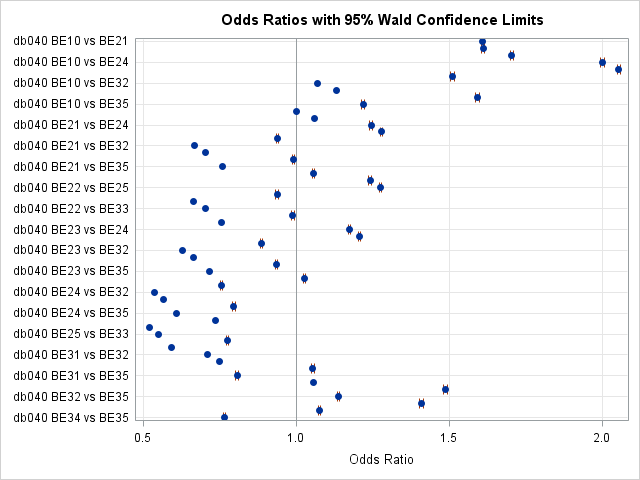 Odds Ratios with 95% Wald Confidence Limits
db040 BE10 vs BE21
db040 BE10 vs BE24
db040 BE10 vs BE32
db040 BE10 vs BE35
db040 BE21 vs BE24
db040 BE21 vs BE32
db040 BE21 vs BE35
db040 BE22 vs BE25
db040 BE22 vs BE33
db040 BE23 vs BE24
db040 BE23 vs BE32
db040 BE23 vs BE35
db040 BE24 vs BE32
db040 BE24 vs BE35
db040 BE25 vs BE33
db040 BE31 vs BE32
db040 BE31 vs BE35
db040 BE32 vs BE35
db040 BE34 vs BE35
0.5 1.0 1.5 2.0
Odds Ratio